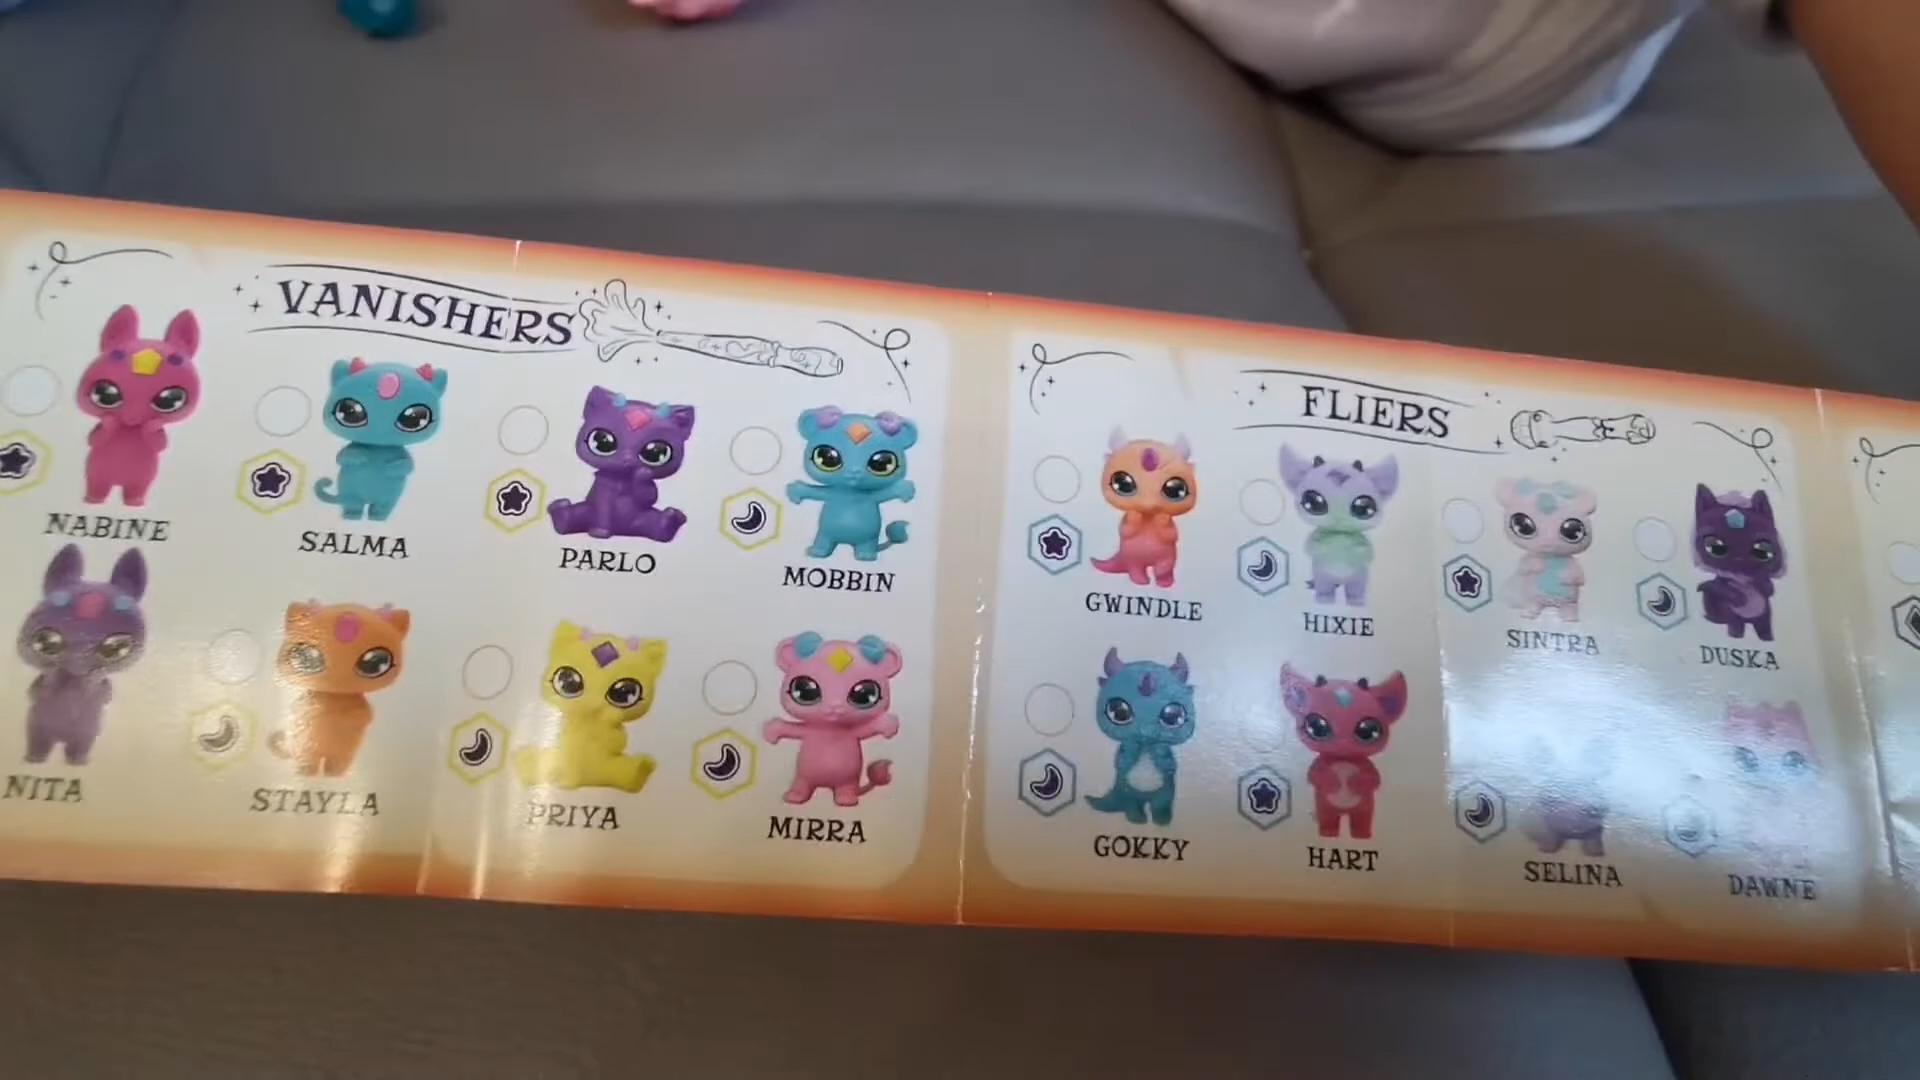 VANISHERS
NABINE
SALMA
PARLO
MOBBIN
NITA
STAYLA
PRIYA
MIRRA
FLIERS
GWINDLE
HIXIE
SINTRA
DUSKA
GOKKY
HART
SELINA
DAWNE